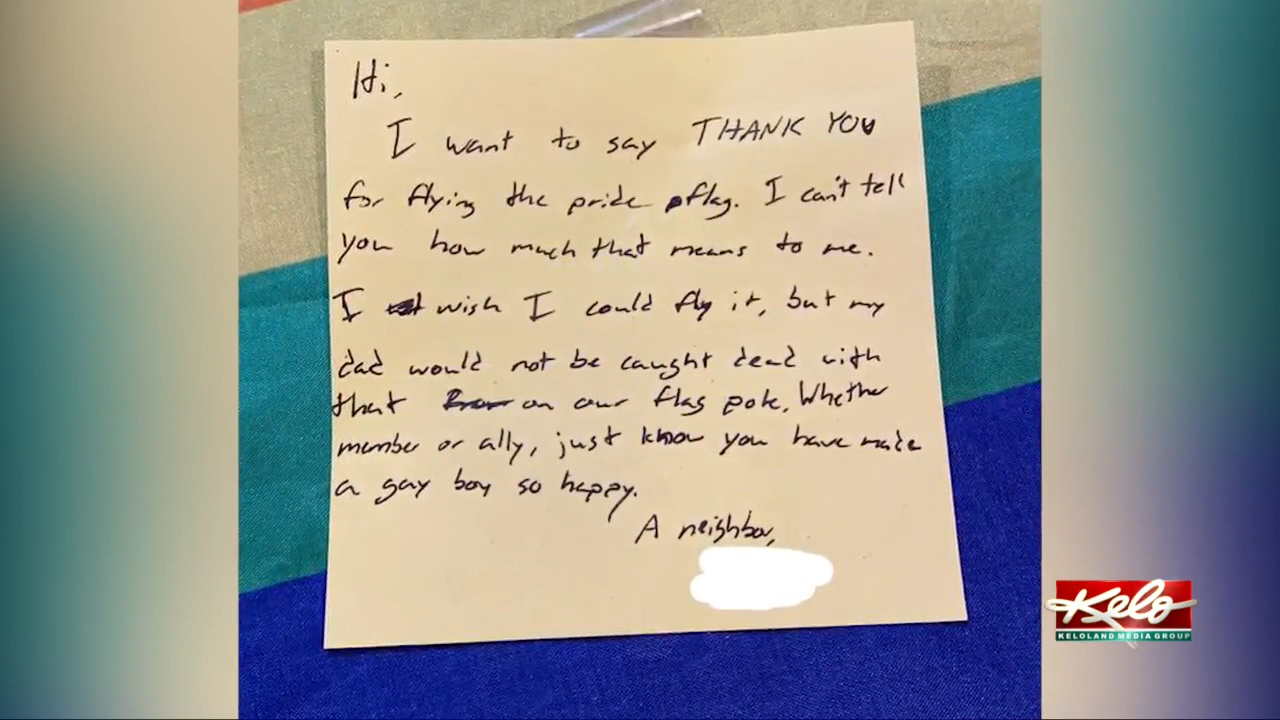 Hi,
I want to say THANK YOU
for flying the pride flag. I can't tell
you how much that means to me.
I wish I could fly it, but my
dad would not be caught dead with
that on our flag pole. Whether
member or ally, just know you have made
a gay boy so happy.
A neighbor,
Kelo
KELOLAND MEDIA GROUP